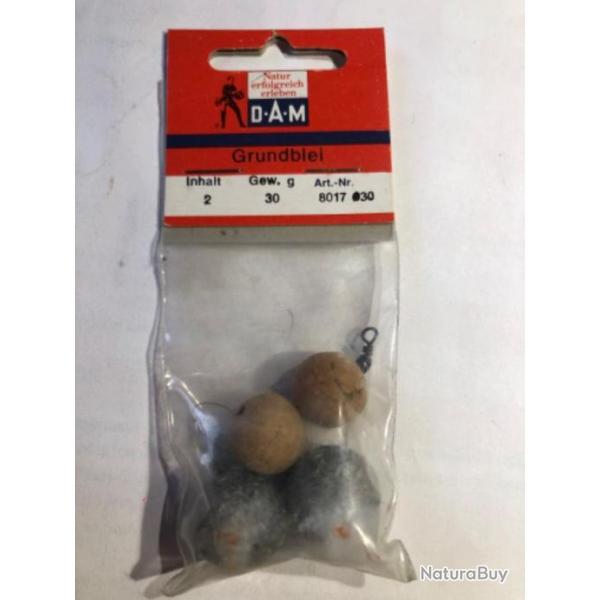 Natur
erfolgreich
erleben
D·A·M
Grundblei
Inhalt Gew. g Art.-Nr.
2 30 8017 030
NaturaBuy